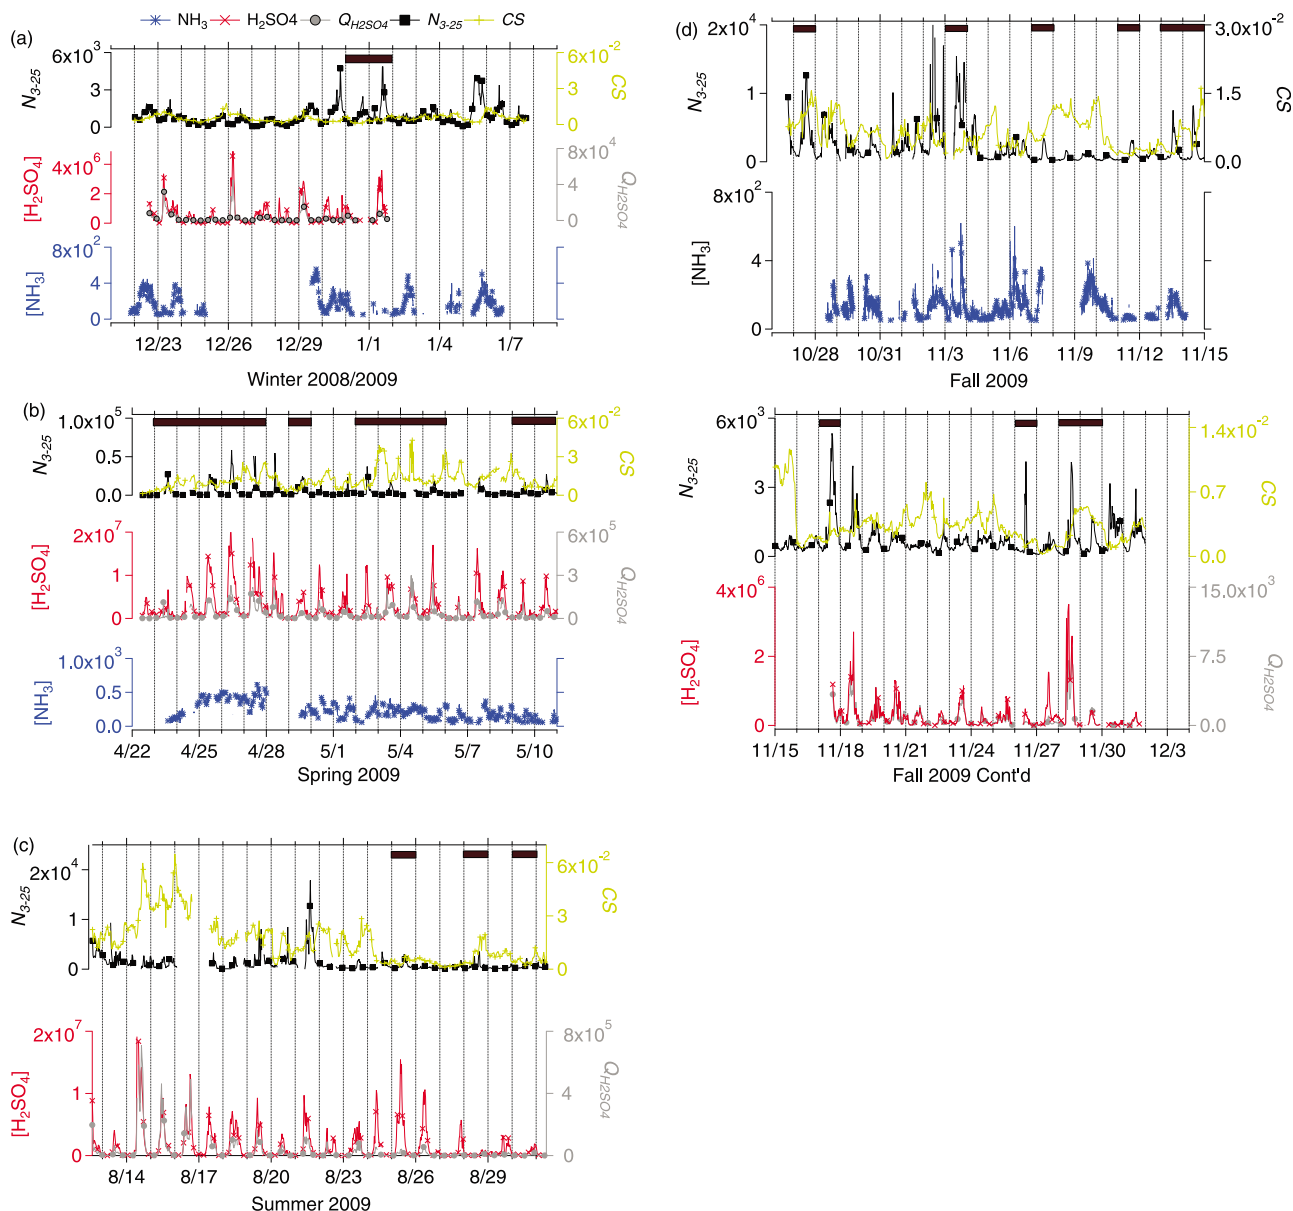 NH3 H2SO4 QH2SO4 N3-25 CS
(a)
6x10^3
3
0
N3-25
6x10^-2
3
0
CS
4x10^6
2
0
[H2SO4]
8x10^4
4
0
QH2SO4
8x10^2
4
0
[NH3]
12/23 12/26 12/29 1/1 1/4 1/7
Winter 2008/2009
(b)
1.0x10^5
0.5
0.0
N3-25
6x10^-2
3
0
CS
2x10^7
1
0
[H2SO4]
6x10^5
3
0
QH2SO4
1.0x10^3
0.5
0.0
[NH3]
4/22 4/25 4/28 5/1 5/4 5/7 5/10
Spring 2009
(c)
2x10^4
1
0
N3-25
6x10^-2
3
0
CS
2x10^7
1
0
[H2SO4]
8x10^5
4
0
QH2SO4
8/14 8/17 8/20 8/23 8/26 8/29
Summer 2009
(d)
2x10^4
1
0
N3-25
3.0x10^-2
1.5
0.0
CS
8x10^2
4
0
[NH3]
10/28 10/31 11/3 11/6 11/9 11/12 11/15
Fall 2009
6x10^3
3
0
N3-25
1.4x10^-2
0.7
0.0
CS
4x10^6
2
0
[H2SO4]
15.0x10^3
7.5
0.0
QH2SO4
11/15 11/18 11/21 11/24 11/27 11/30 12/3
Fall 2009 Cont'd